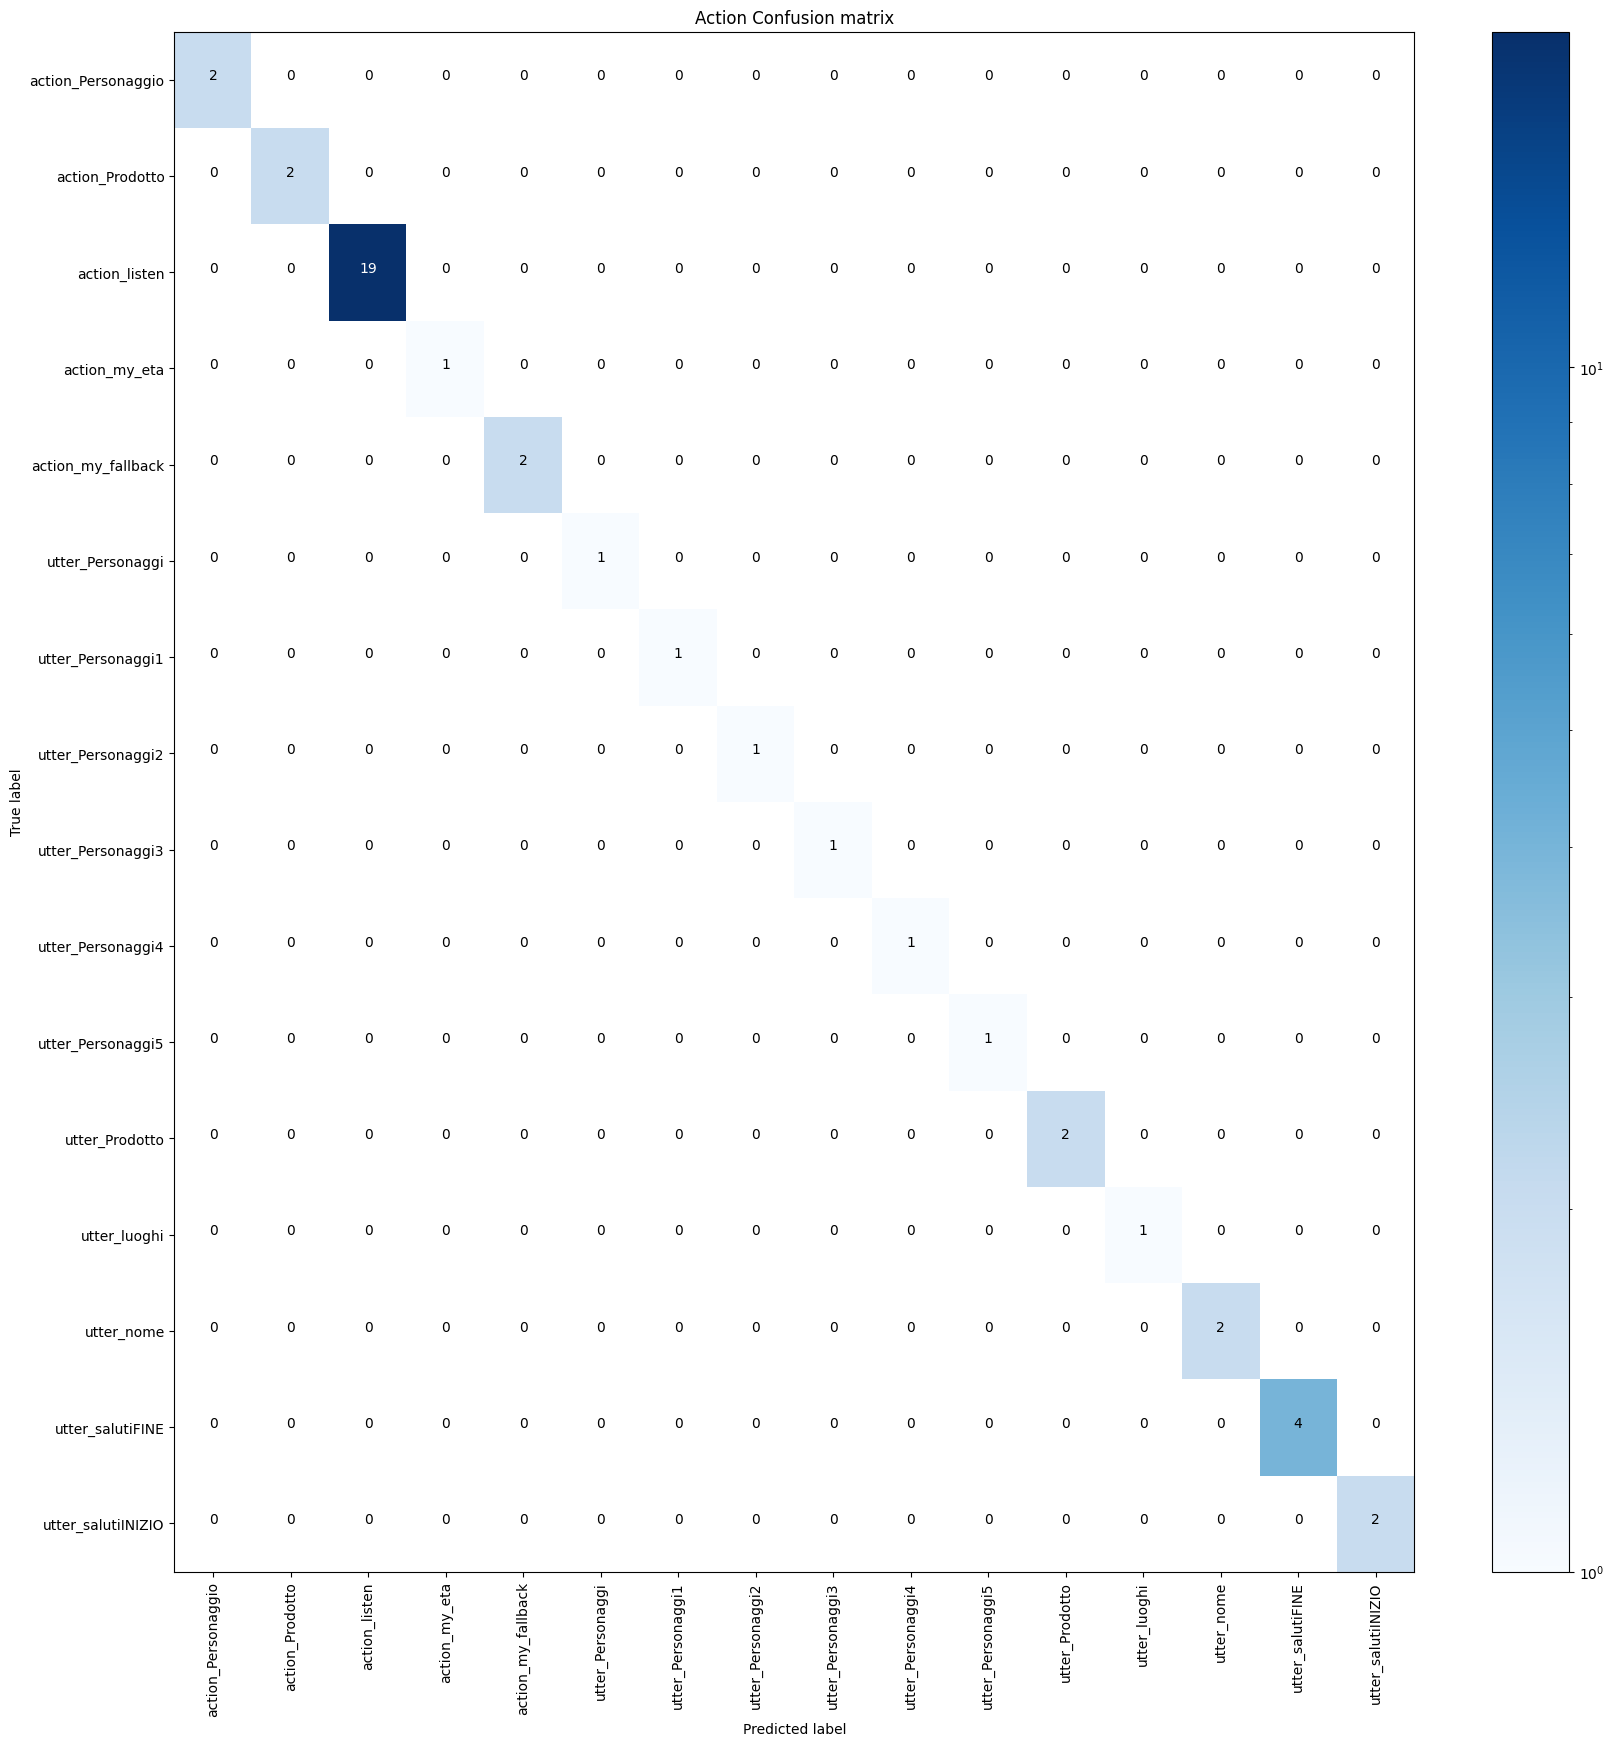 Action Confusion matrix
action_Personaggio 2 0 0 0 0 0 0 0 0 0 0 0 0 0 0 0
action_Prodotto 0 2 0 0 0 0 0 0 0 0 0 0 0 0 0 0
action_listen 0 0 19 0 0 0 0 0 0 0 0 0 0 0 0 0
action_my_eta 0 0 0 1 0 0 0 0 0 0 0 0 0 0 0 0
action_my_fallback 0 0 0 0 2 0 0 0 0 0 0 0 0 0 0 0
utter_Personaggi 0 0 0 0 0 1 0 0 0 0 0 0 0 0 0 0
utter_Personaggi1 0 0 0 0 0 0 1 0 0 0 0 0 0 0 0 0
utter_Personaggi2 0 0 0 0 0 0 0 1 0 0 0 0 0 0 0 0
utter_Personaggi3 0 0 0 0 0 0 0 0 1 0 0 0 0 0 0 0
utter_Personaggi4 0 0 0 0 0 0 0 0 0 1 0 0 0 0 0 0
utter_Personaggi5 0 0 0 0 0 0 0 0 0 0 1 0 0 0 0 0
utter_Prodotto 0 0 0 0 0 0 0 0 0 0 0 2 0 0 0 0
utter_luoghi 0 0 0 0 0 0 0 0 0 0 0 0 1 0 0 0
utter_nome 0 0 0 0 0 0 0 0 0 0 0 0 0 2 0 0
utter_salutiFINE 0 0 0 0 0 0 0 0 0 0 0 0 0 0 4 0
utter_salutiINIZIO 0 0 0 0 0 0 0 0 0 0 0 0 0 0 0 2
True label
action_Personaggio
action_Prodotto
action_listen
action_my_eta
action_my_fallback
utter_Personaggi
utter_Personaggi1
utter_Personaggi2
utter_Personaggi3
utter_Personaggi4
utter_Personaggi5
utter_Prodotto
utter_luoghi
utter_nome
utter_salutiFINE
utter_salutiINIZIO
Predicted label
10¹
10⁰